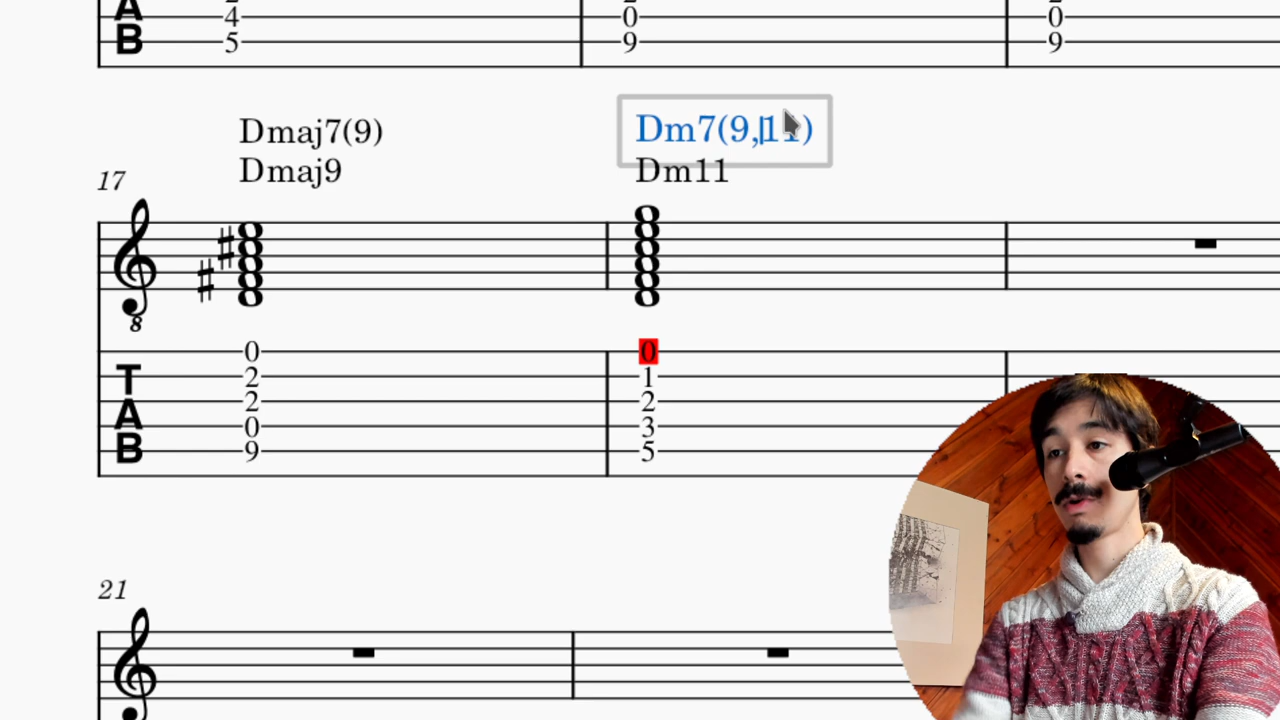 A 4 0 0
B 5 9 9
Dmaj7(9) Dm7(9,11)
Dmaj9 Dm11
17
8
0 0
T 2 1
A 2 2
0 3
B 9 5
21